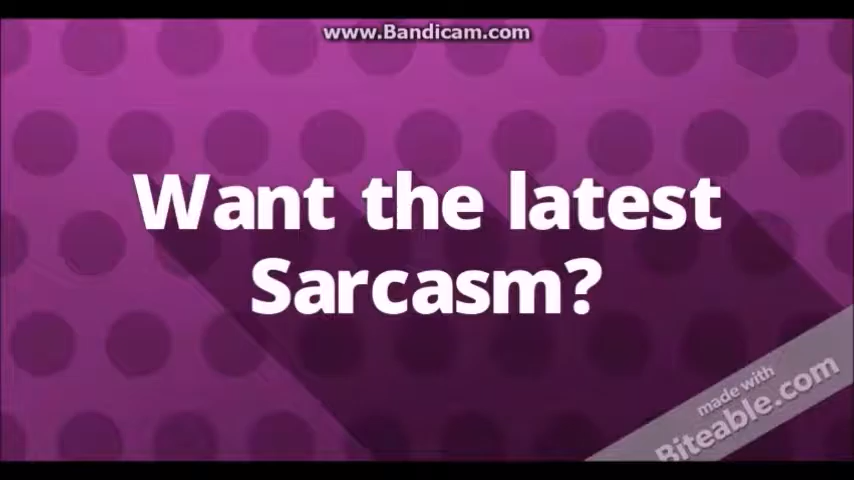 www.Bandicam.com
Want the latest
Sarcasm?
made with
Biteable.com